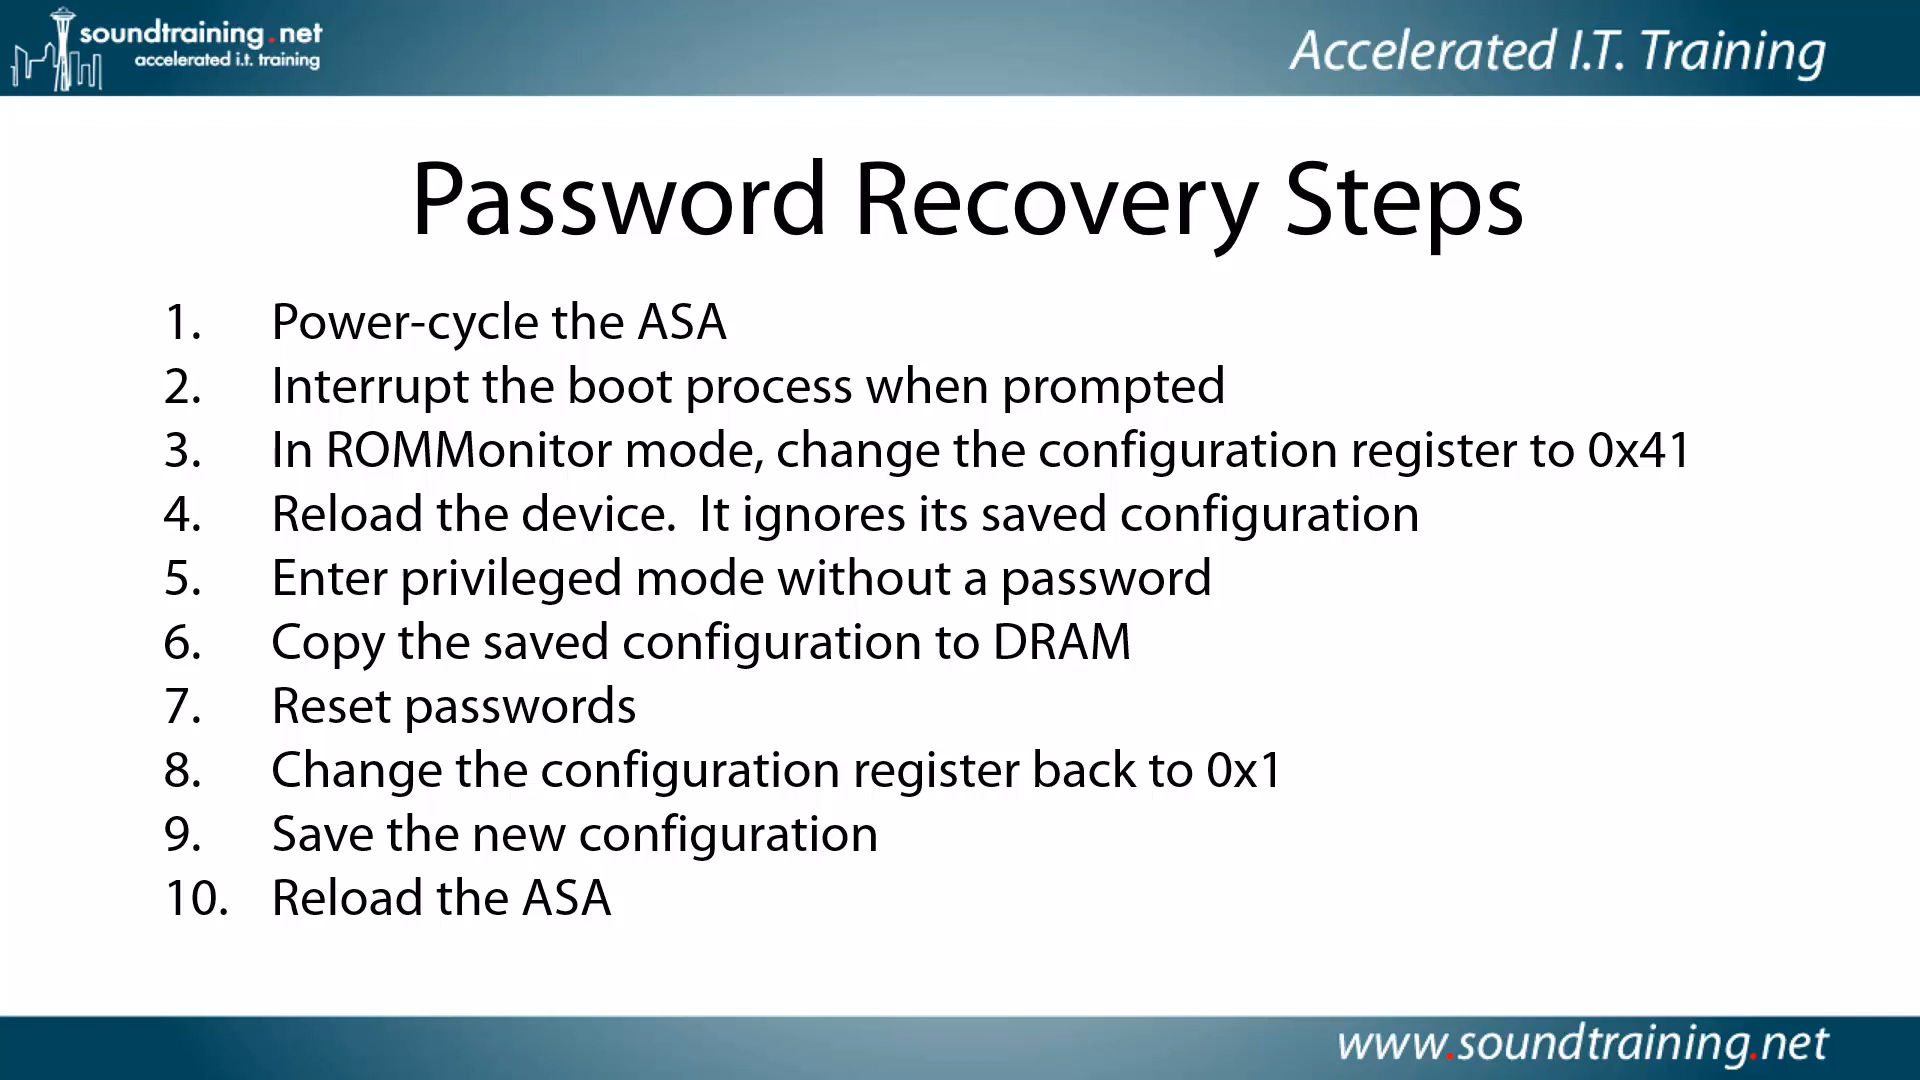 soundtraining.net
accelerated i.t. training
Accelerated I.T. Training
Password Recovery Steps
1. Power-cycle the ASA
2. Interrupt the boot process when prompted
3. In ROMMonitor mode, change the configuration register to 0x41
4. Reload the device.  It ignores its saved configuration
5. Enter privileged mode without a password
6. Copy the saved configuration to DRAM
7. Reset passwords
8. Change the configuration register back to 0x1
9. Save the new configuration
10. Reload the ASA
www.soundtraining.net